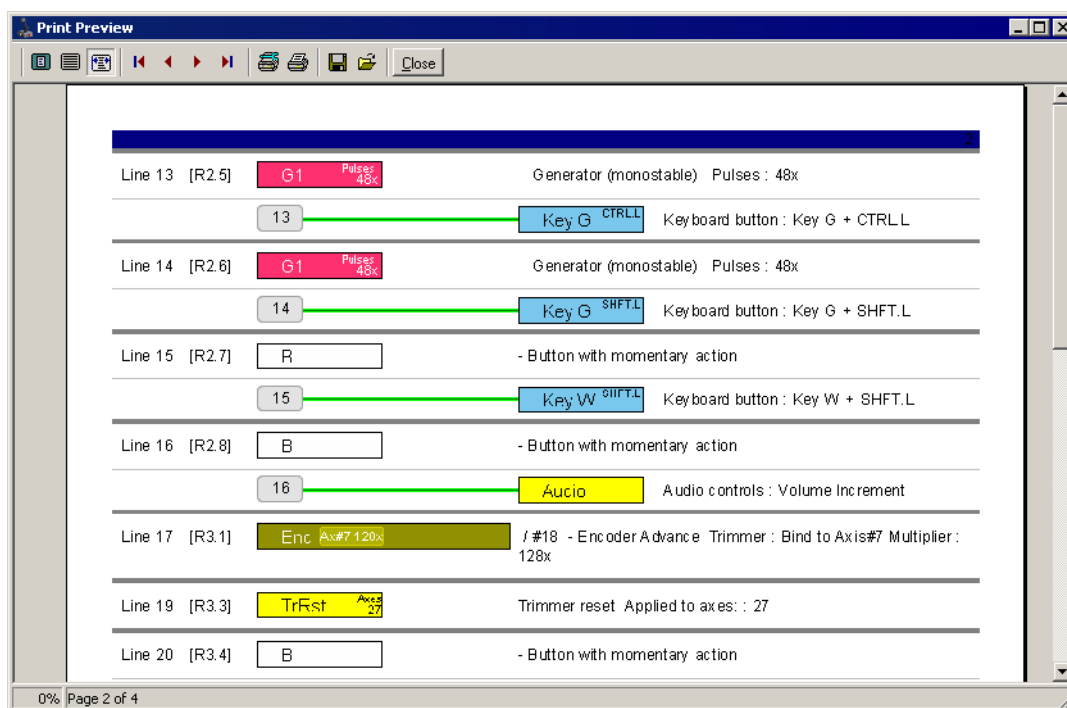 Print Preview
Close
2
Line 13 [R2.5] G1 Pulses 48x Generator (monostable) Pulses : 48x
13 Key G CTRL.L Keyboard button : Key G + CTRL.L
Line 14 [R2.6] G1 Pulses 48x Generator (monostable) Pulses : 48x
14 Key G SHFT.L Keyboard button : Key G + SHFT.L
Line 15 [R2.7] R - Button with momentary action
15 Key W SHFT.L Keyboard button : Key W + SHFT.L
Line 16 [R2.8] B - Button with momentary action
16 Aucio Audio controls : Volume Increment
Line 17 [R3.1] Enc Ax#7 120x / #18 - Encoder Advance Trimmer : Bind to Axis#7 Multiplier :
128x
Line 19 [R3.3] TrRst Axes 27 Trimmer reset Applied to axes: : 27
Line 20 [R3.4] B - Button with momentary action
0% Page 2 of 4